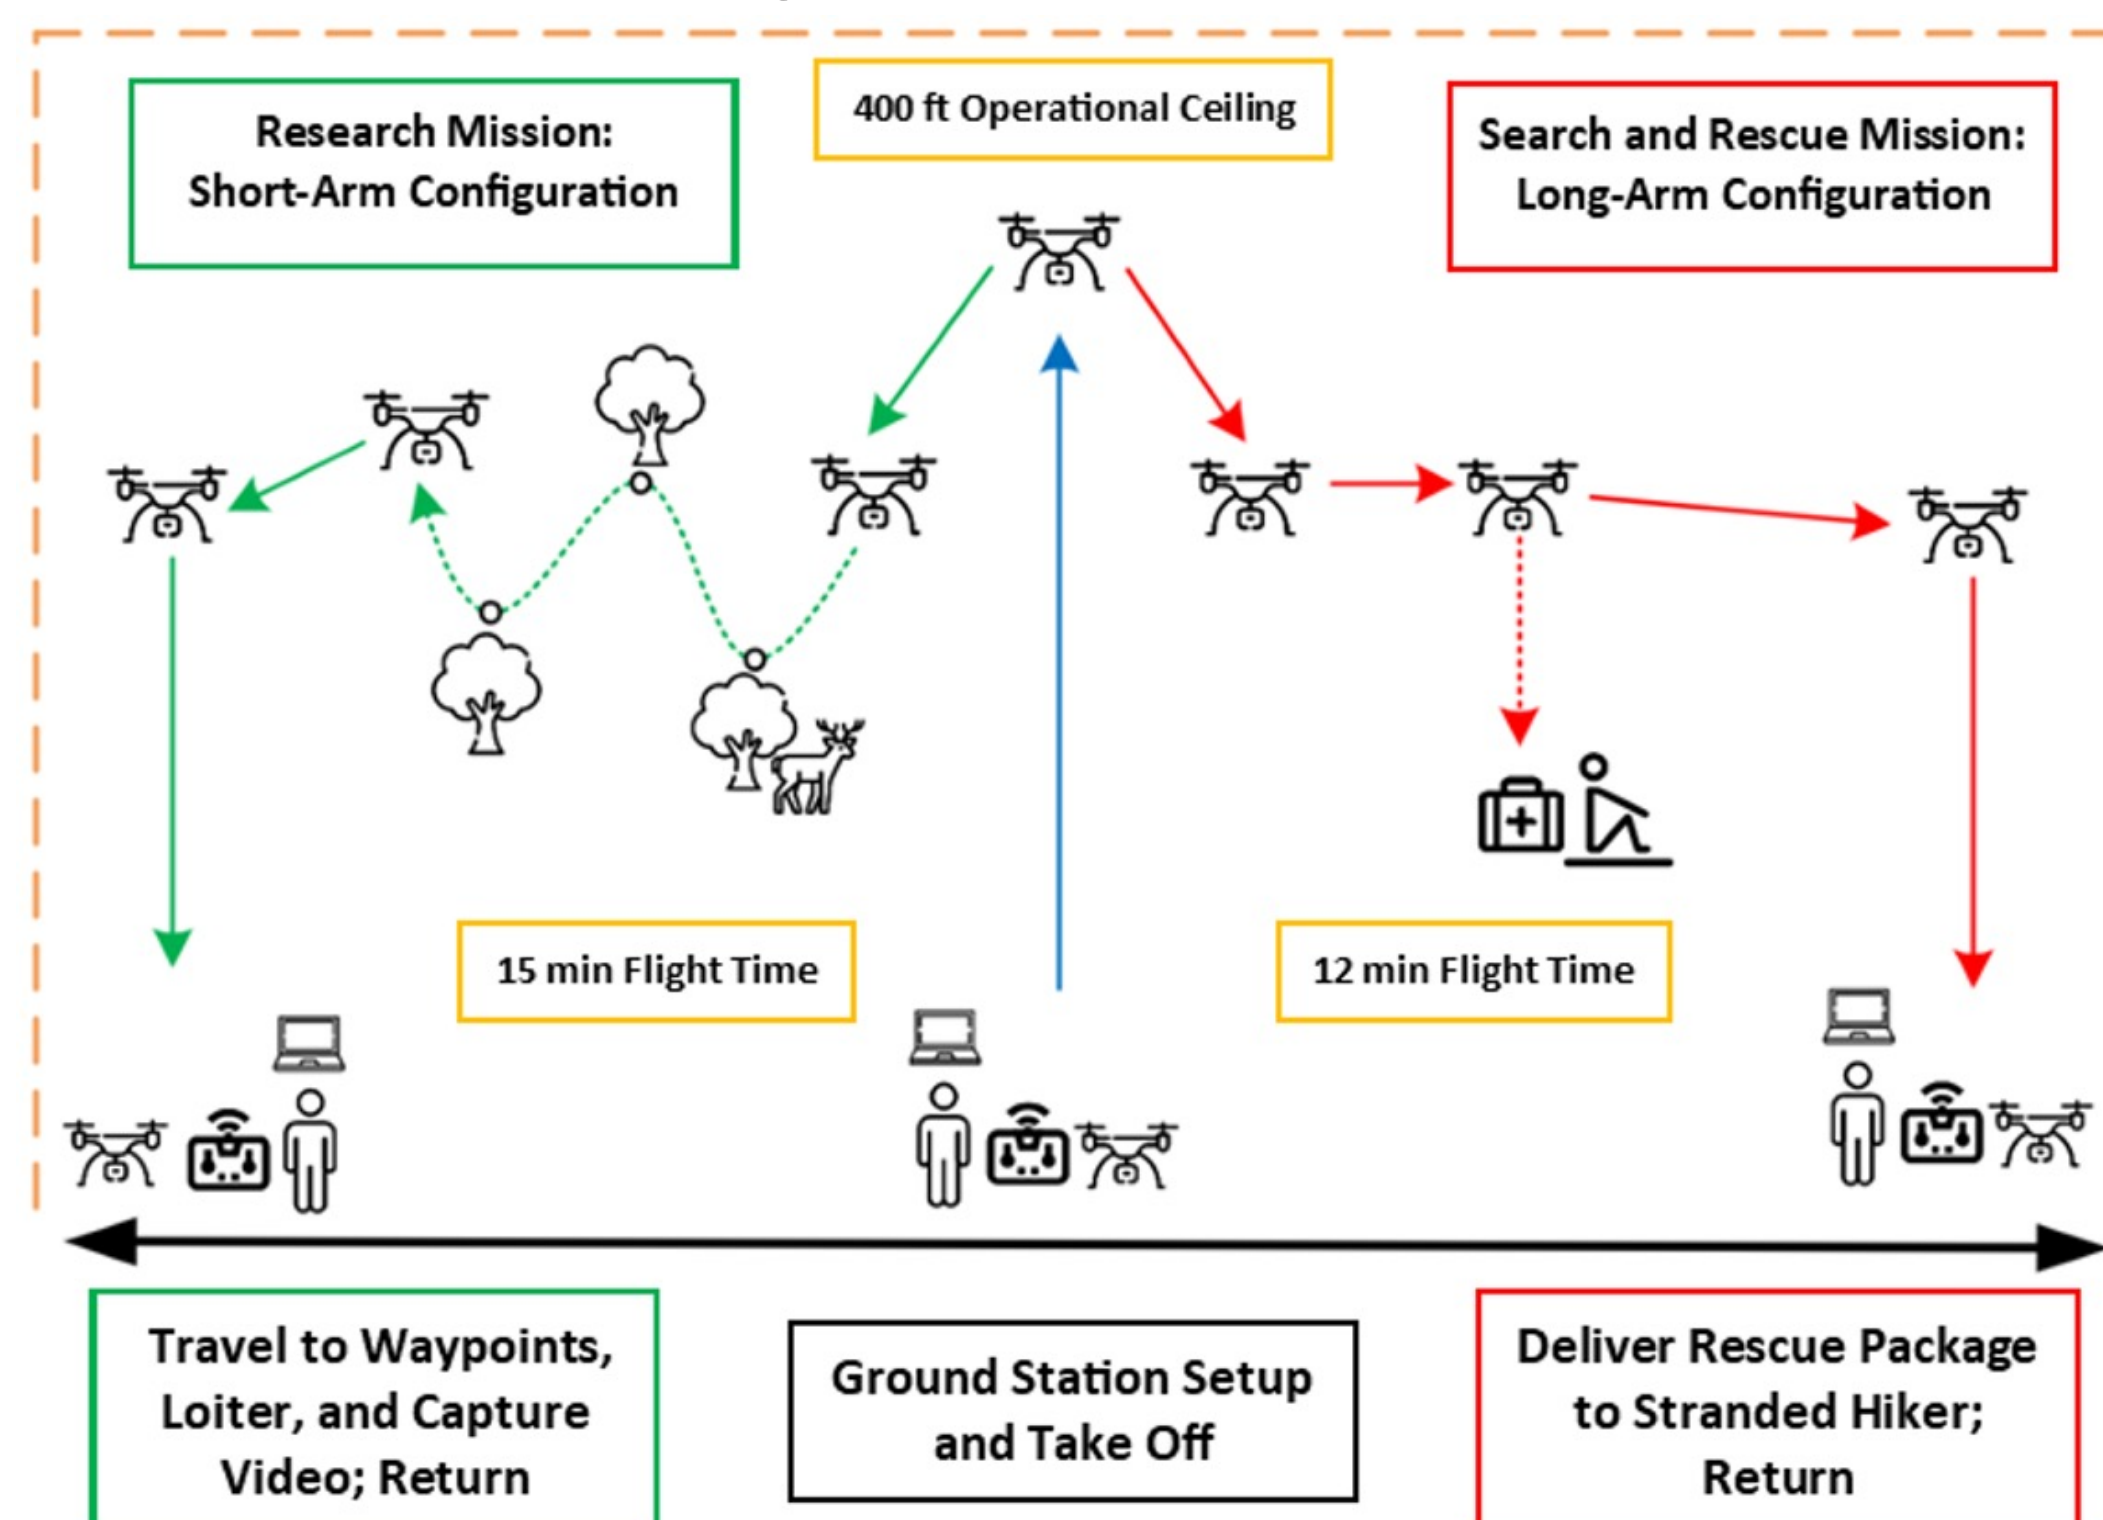 Research Mission:
Short-Arm Configuration
400 ft Operational Ceiling
Search and Rescue Mission:
Long-Arm Configuration
15 min Flight Time
12 min Flight Time
Travel to Waypoints,
Loiter, and Capture
Video; Return
Ground Station Setup
and Take Off
Deliver Rescue Package
to Stranded Hiker;
Return